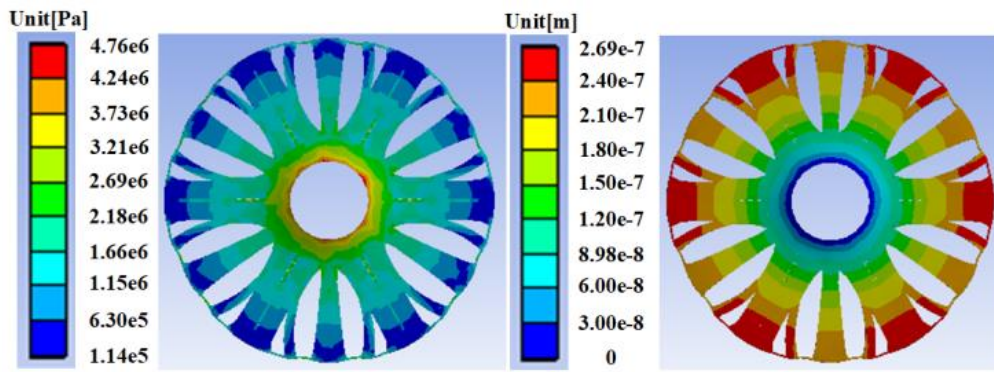 Unit[Pa]
4.76e6
4.24e6
3.73e6
3.21e6
2.69e6
2.18e6
1.66e6
1.15e6
6.30e5
1.14e5
Unit[m]
2.69e-7
2.40e-7
2.10e-7
1.80e-7
1.50e-7
1.20e-7
8.98e-8
6.00e-8
3.00e-8
0